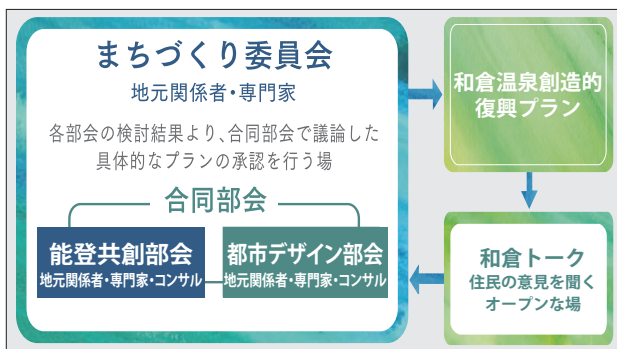 まちづくり委員会
地元関係者・専門家
各部会の検討結果より、合同部会で議論した
具体的なプランの承認を行う場
合同部会
能登共創部会
地元関係者・専門家・コンサル
都市デザイン部会
地元関係者・専門家・コンサル
和倉温泉創造的
復興プラン
和倉トーク
住民の意見を聞く
オープンな場